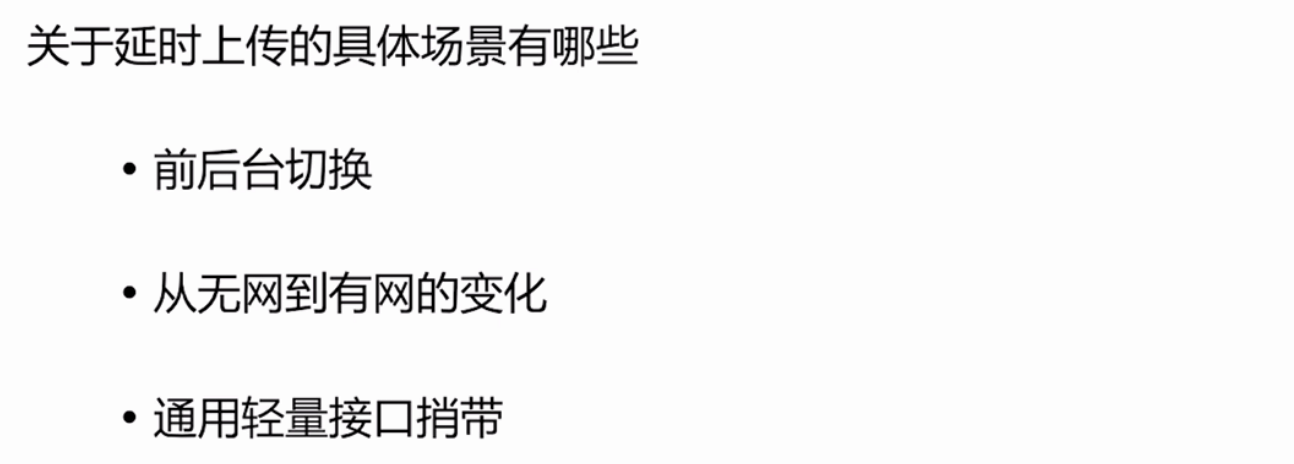 关于延时上传的具体场景有哪些
• 前后台切换
• 从无网到有网的变化
• 通用轻量接口捎带